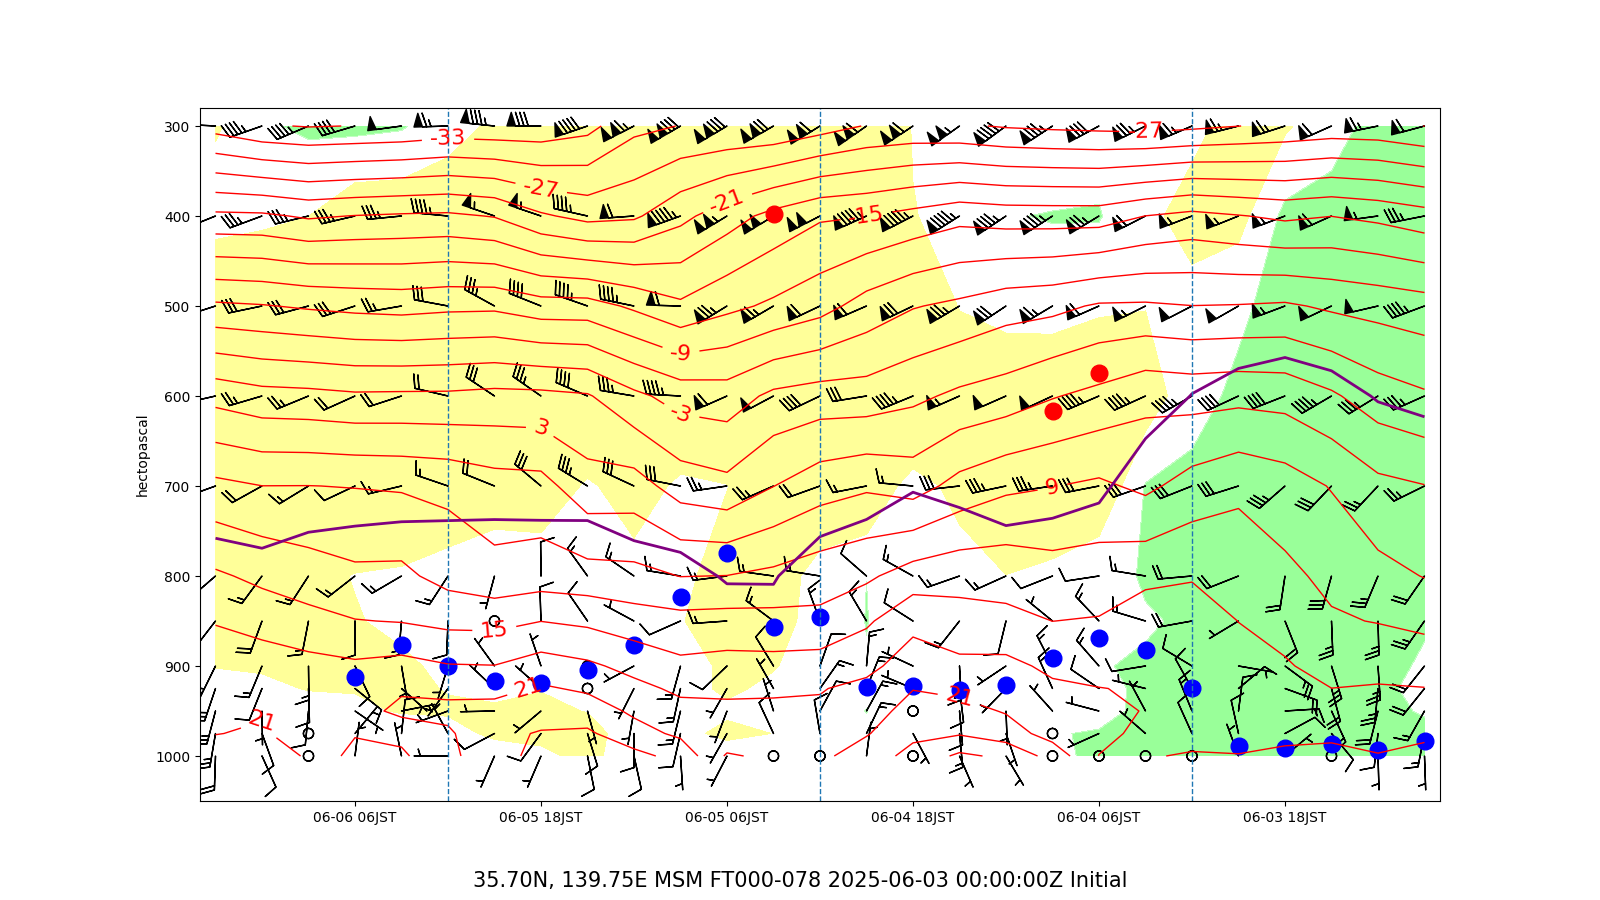 300
400
500
600
700
800
900
1000
hectopascal
-33
-27
-27
-21
-15
-9
-3
3
9
15
21
21
21
06-06 06JST
06-05 18JST
06-05 06JST
06-04 18JST
06-04 06JST
06-03 18JST
35.70N, 139.75E MSM FT000-078 2025-06-03 00:00:00Z Initial